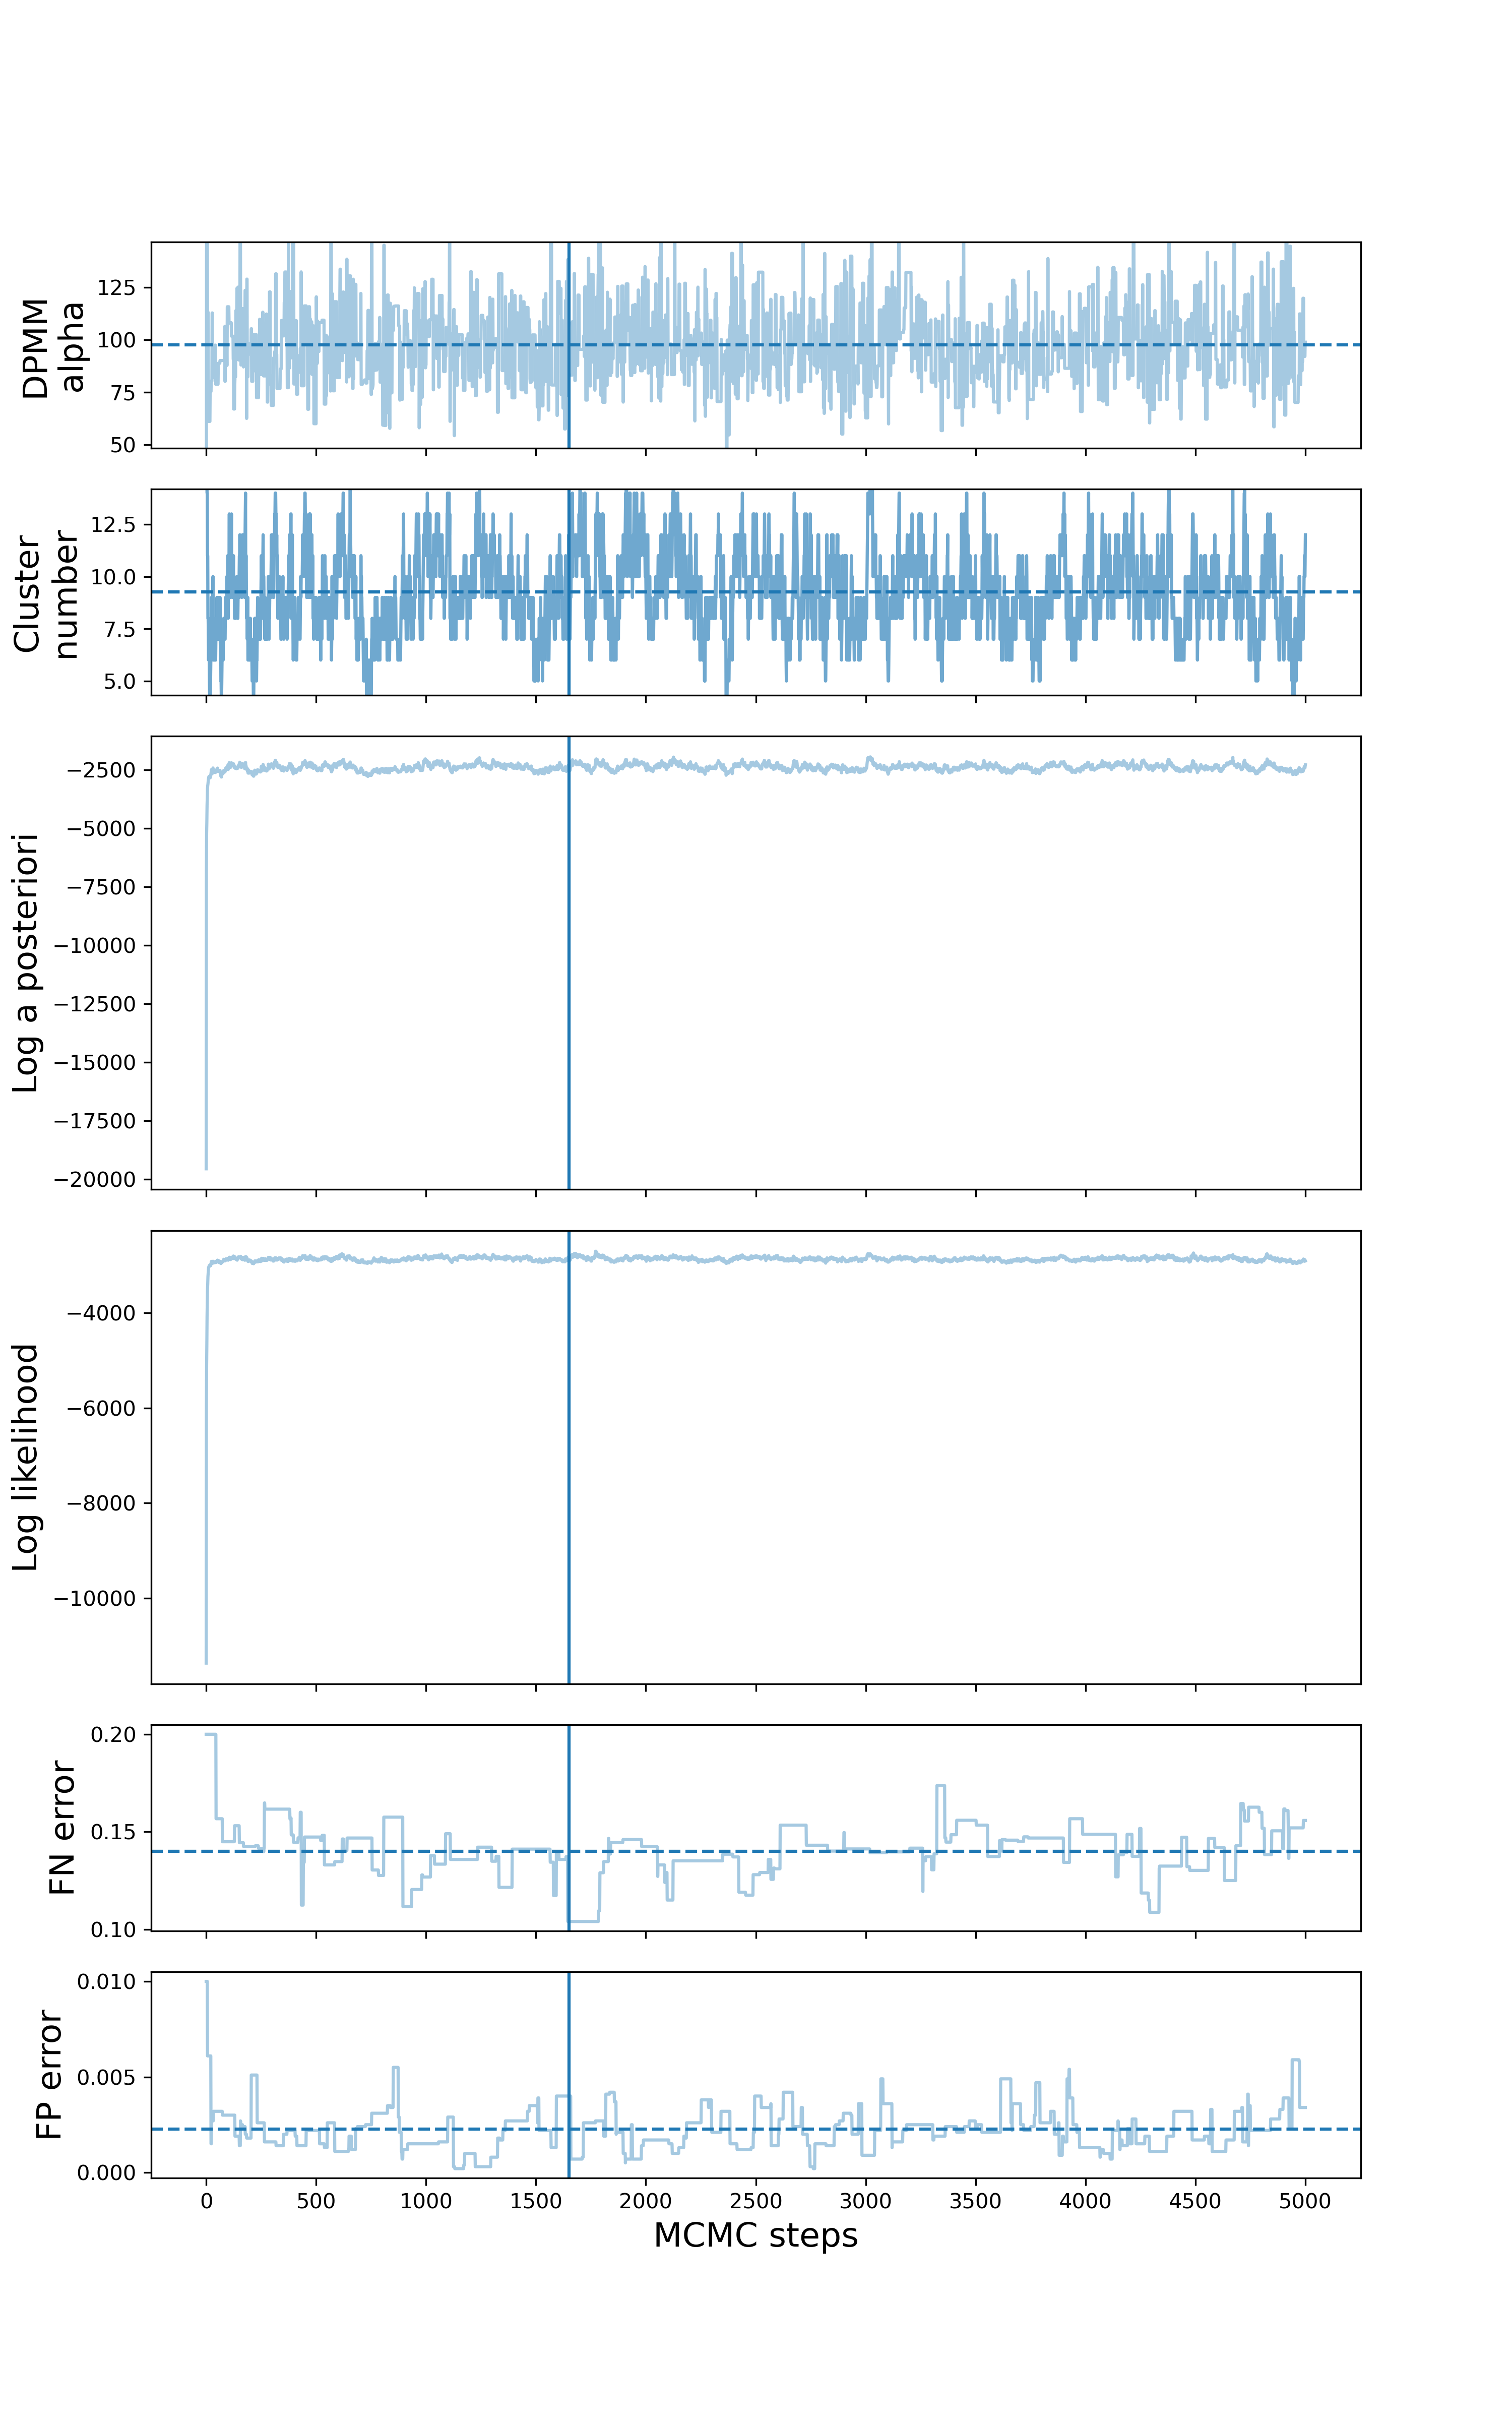 DPMM
alpha
125
100
75
50
Cluster
number
12.5
10.0
7.5
5.0
Log a posteriori
−2500
−5000
−7500
−10000
−12500
−15000
−17500
−20000
Log likelihood
−4000
−6000
−8000
−10000
FN error
0.20
0.15
0.10
FP error
0.010
0.005
0.000
0 500 1000 1500 2000 2500 3000 3500 4000 4500 5000
MCMC steps